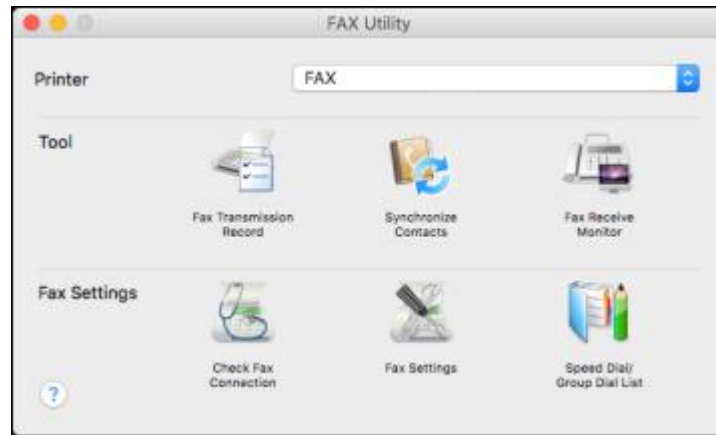 FAX Utility
Printer
FAX
Tool
Fax Transmission
Record
Synchronize
Contacts
Fax Receive
Monitor
Fax Settings
Check Fax
Connection
Fax Settings
Speed Dial/
Group Dial List
?